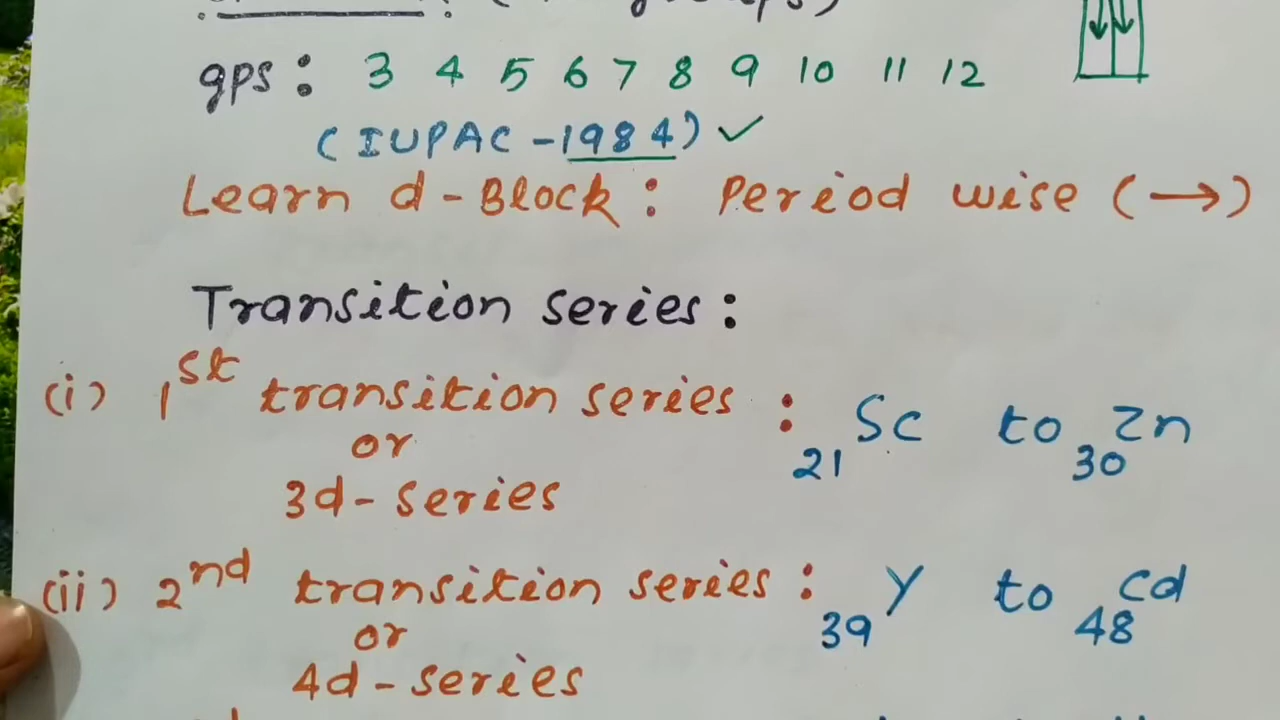 gps : 3 4 5 6 7 8 9 10 11 12
(IUPAC - 1984) ✓
Learn d - Block : Period wise (→)
Transition series :
(i) 1st transition series : 21Sc to 30Zn
or
3d - series
(ii) 2nd transition series : 39Y to 48Cd
or
4d - series